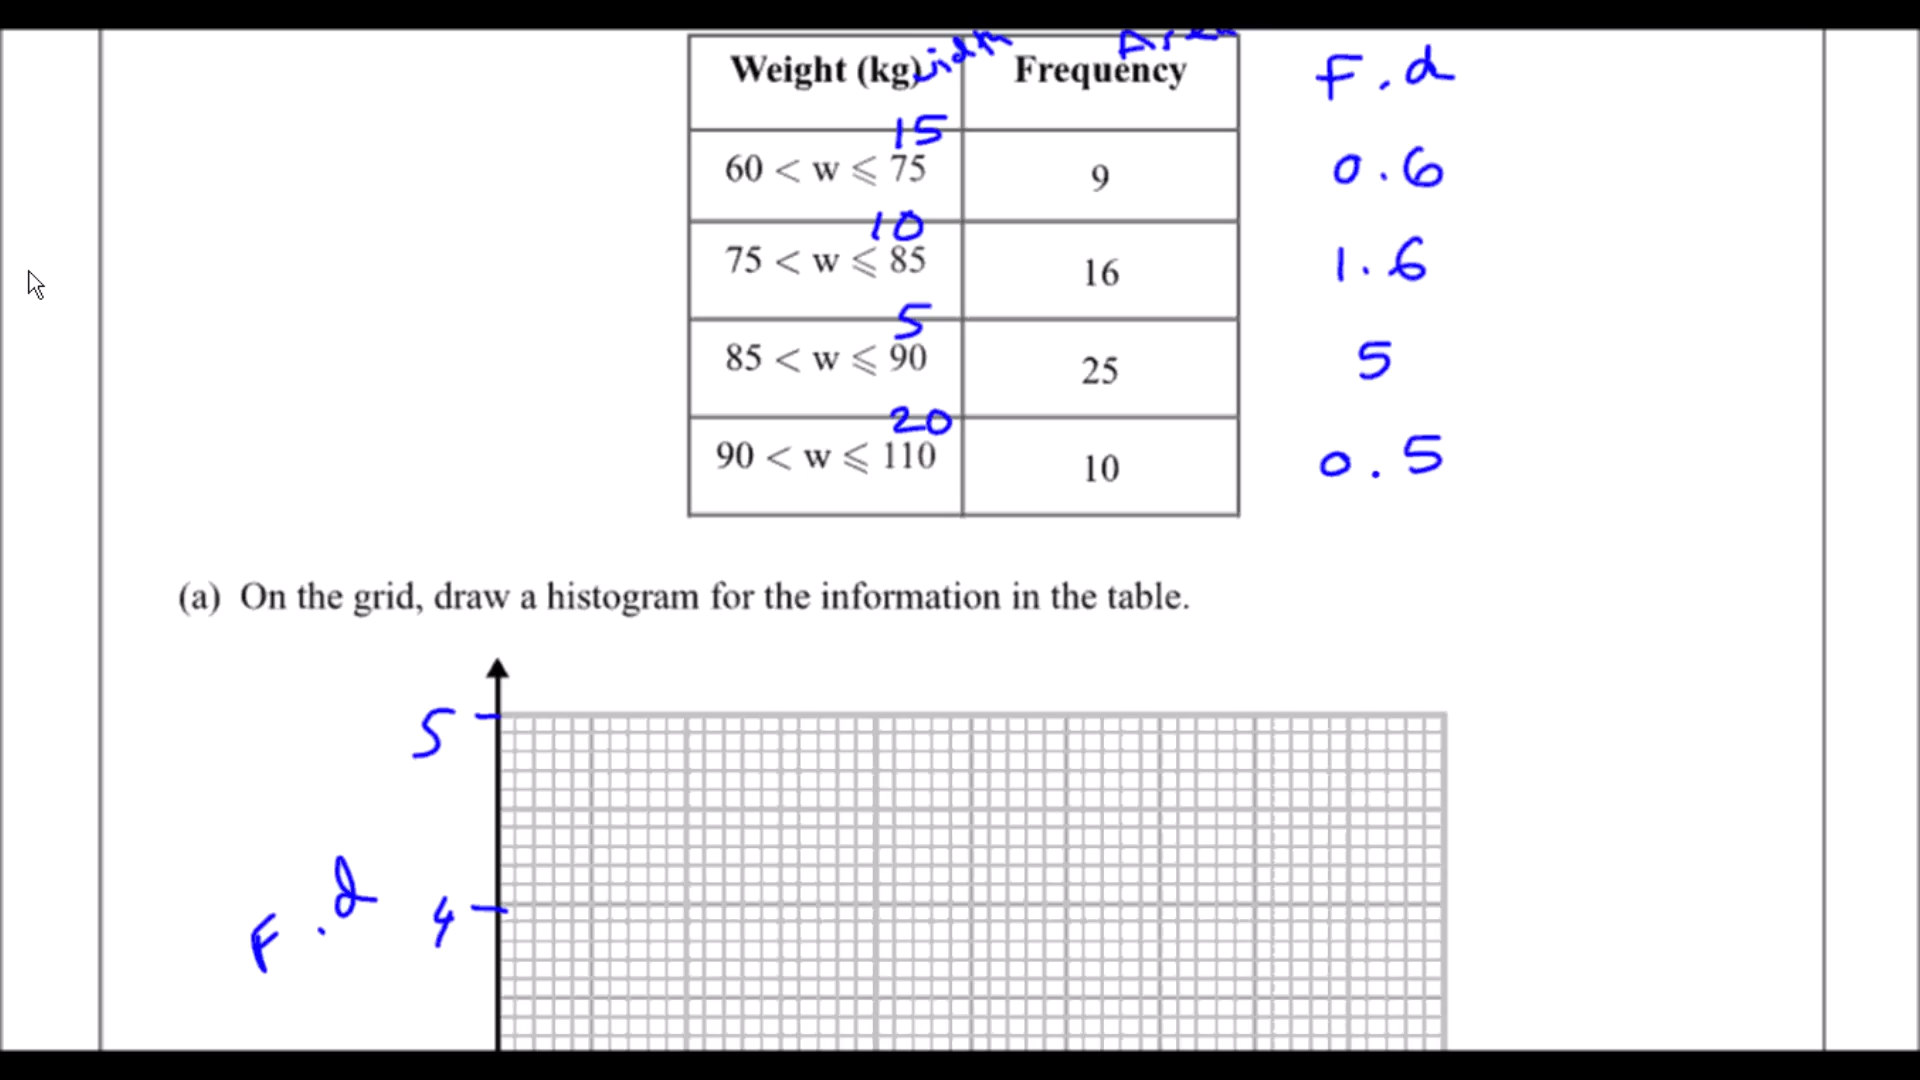 width Area
Weight (kg) Frequency F.d
15
60 < w ⩽ 75 9 0.6
10
75 < w ⩽ 85 16 1.6
5
85 < w ⩽ 90 25 5
20
90 < w ⩽ 110 10 0.5
(a) On the grid, draw a histogram for the information in the table.
5
F.d 4